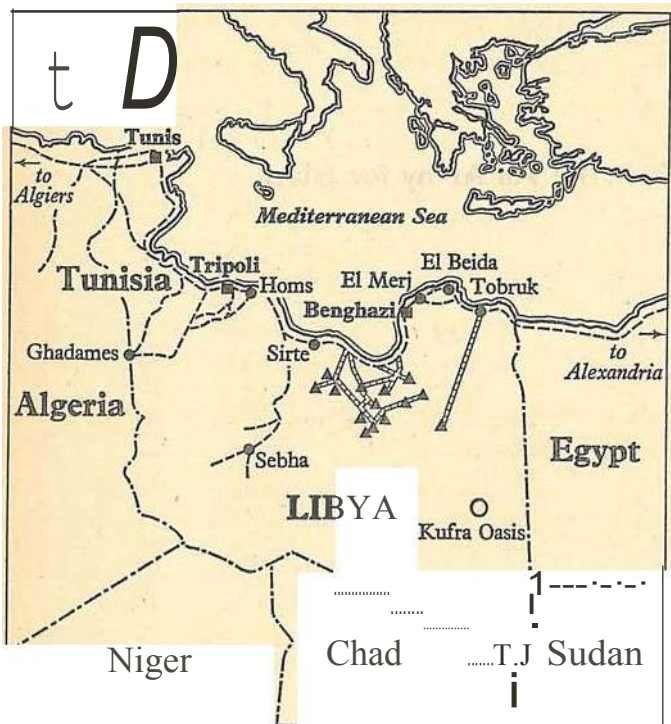 t D
Tunis
to
Algiers
Mediterranean Sea
Tunisia
Tripoli
Homs
El Beida
El Merj
Tobruk
Benghazi
Ghadames
Sirte
to
Alexandria
Algeria
Sebha
Egypt
LIBYA
Kufra Oasis
Niger
Chad
T.J
Sudan